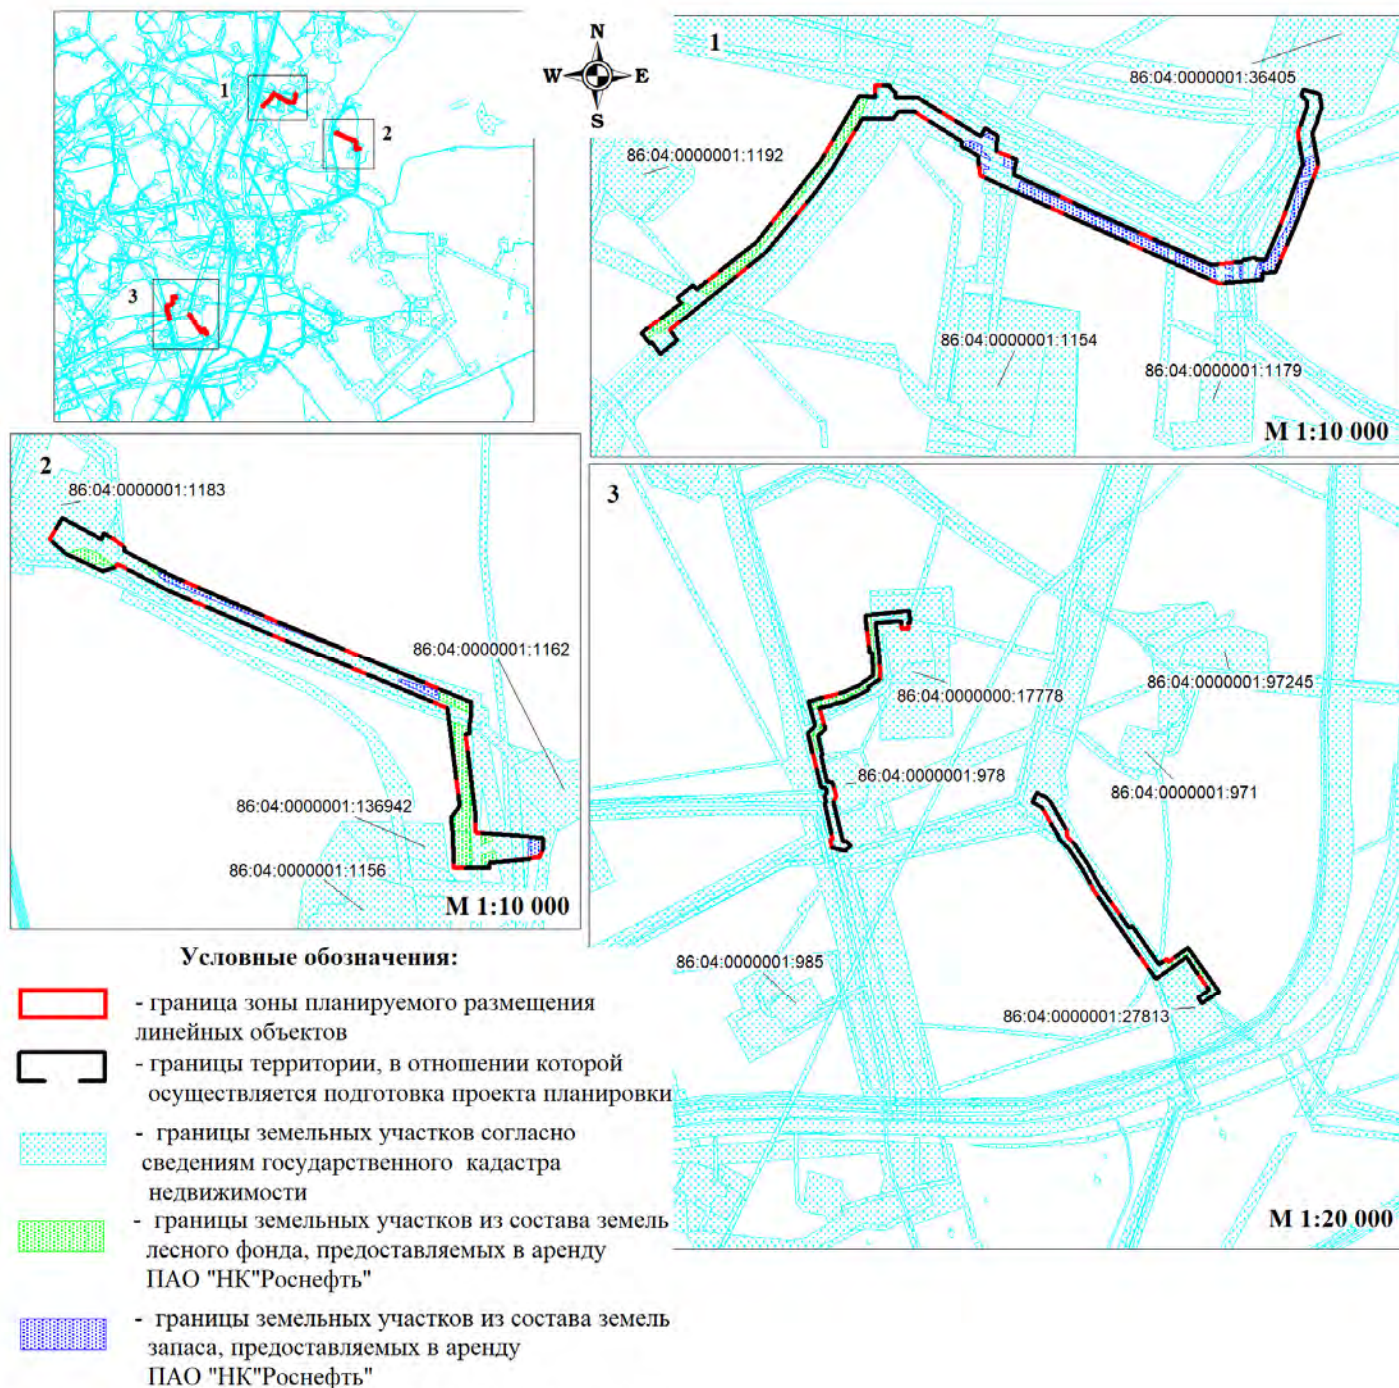 1
2
3
N
W E
S
1
86:04:0000001:36405
86:04:0000001:1192
86:04:0000001:1154
86:04:0000001:1179
М 1:10 000
2
86:04:0000001:1183
86:04:0000001:1162
86:04:0000001:136942
86:04:0000001:1156
М 1:10 000
3
86:04:0000000:17778
86:04:0000001:97245
86:04:0000001:978
86:04:0000001:971
86:04:0000001:985
86:04:0000001:27813
М 1:20 000
Условные обозначения:
- граница зоны планируемого размещения
линейных объектов
- границы территории, в отношении которой
осуществляется подготовка проекта планировки
- границы земельных участков согласно
сведениям государственного кадастра
недвижимости
- границы земельных участков из состава земель
лесного фонда, предоставляемых в аренду
ПАО "НК"Роснефть"
- границы земельных участков из состава земель
запаса, предоставляемых в аренду
ПАО "НК"Роснефть"